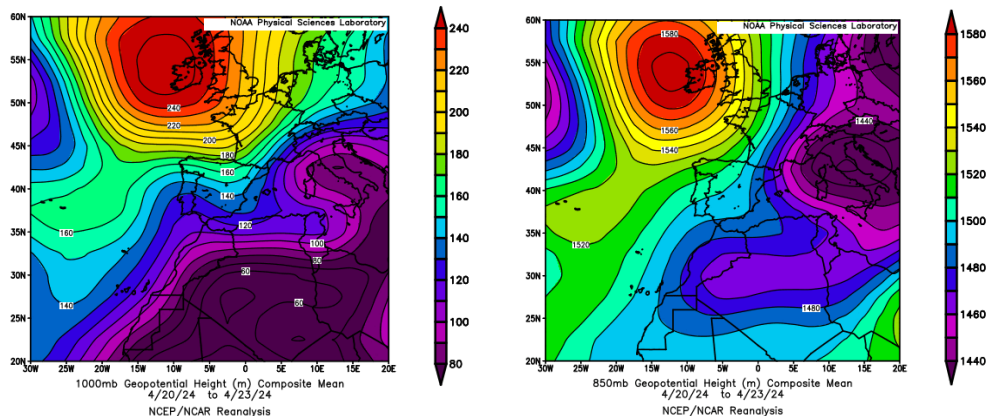 NOAA Physical Sciences Laboratory
60N
55N
50N
45N
40N
35N
30N
25N
20N
30W
25W
20W
15W
10W
5W
0
5E
10E
15E
20E
240
220
200
180
160
140
120
100
80
60
60
160
140
240
220
200
180
160
140
120
100
80
1000mb Geopotential Height (m) Composite Mean
4/20/24 to 4/23/24
NCEP/NCAR Reanalysis
NOAA Physical Sciences Laboratory
60N
55N
50N
45N
40N
35N
30N
25N
20N
30W
25W
20W
15W
10W
5W
0
5E
10E
15E
20E
1580
1560
1540
1520
1440
1480
1580
1560
1540
1520
1500
1480
1460
1440
850mb Geopotential Height (m) Composite Mean
4/20/24 to 4/23/24
NCEP/NCAR Reanalysis